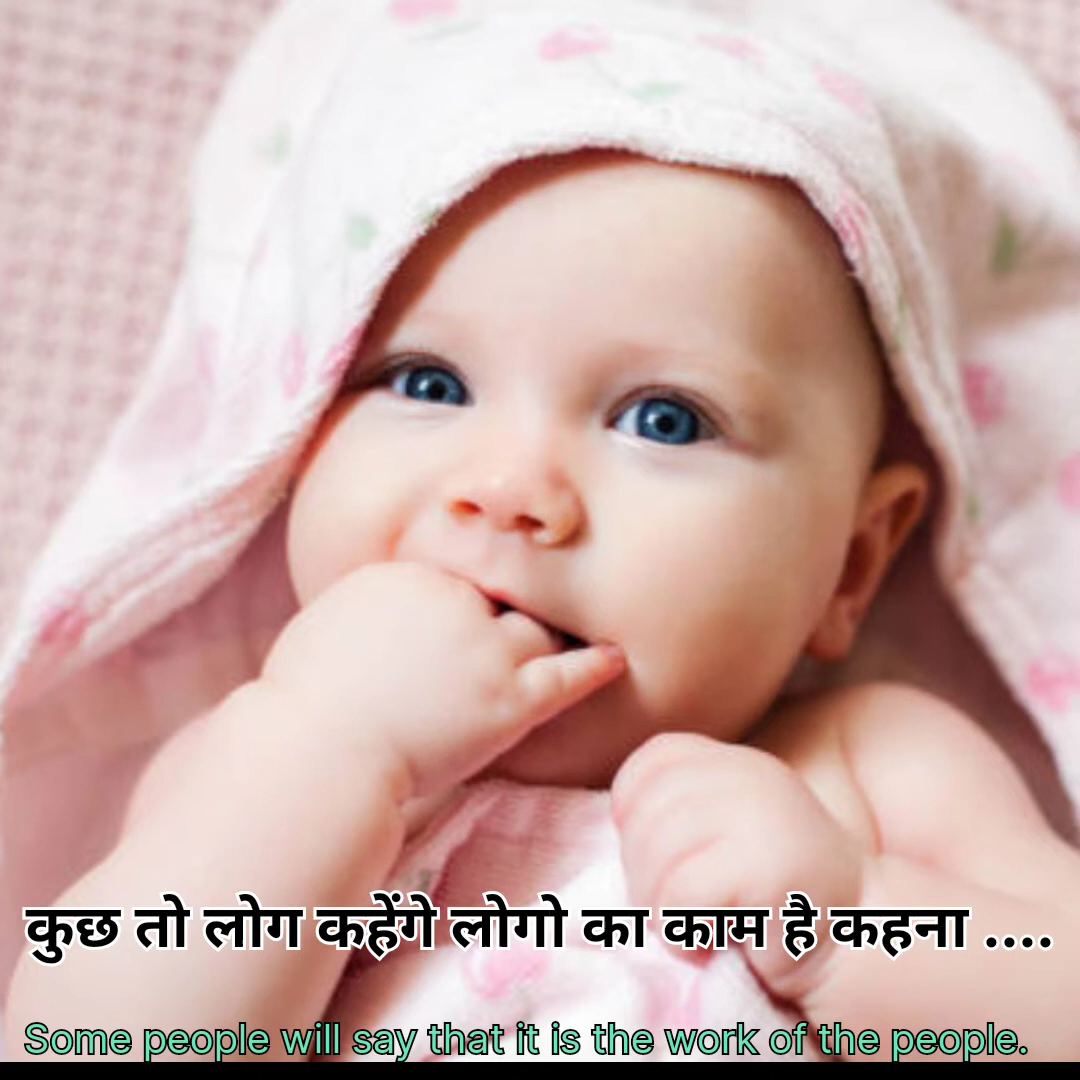 कुछ तो लोग कहेंगे लोगो का काम है कहना ....
Some people will say that it is the work of the people.